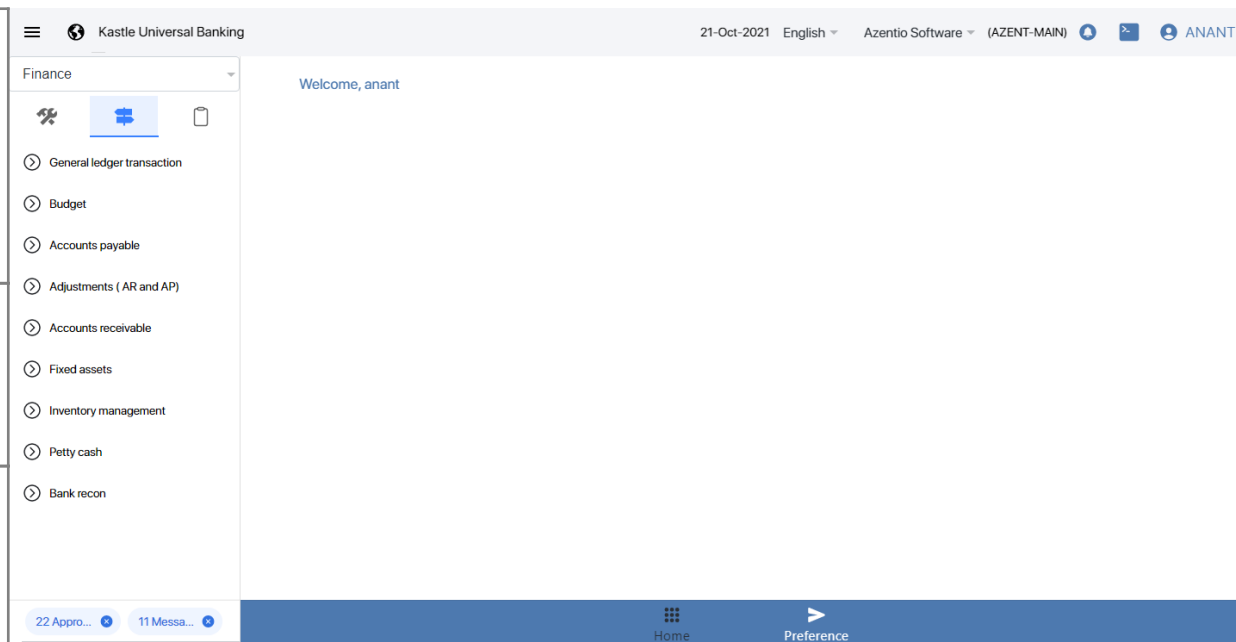 Kastle Universal Banking
21-Oct-2021 English Azentio Software (AZENT-MAIN) ANANT
Finance
Welcome, anant
General ledger transaction
Budget
Accounts payable
Adjustments ( AR and AP)
Accounts receivable
Fixed assets
Inventory management
Petty cash
Bank recon
22 Appro... 11 Messa...
Home Preference